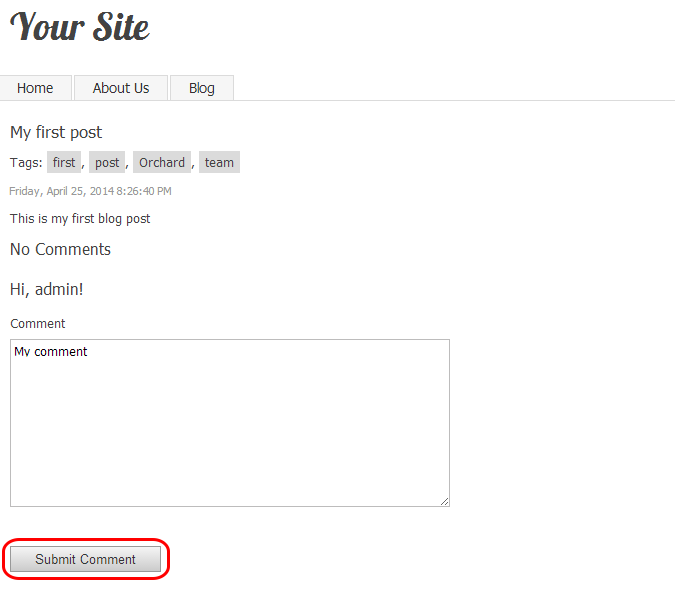 Your Site
Home About Us Blog
My first post
Tags: first, post, Orchard, team
Friday, April 25, 2014 8:26:40 PM
This is my first blog post
No Comments
Hi, admin!
Comment
My comment
Submit Comment